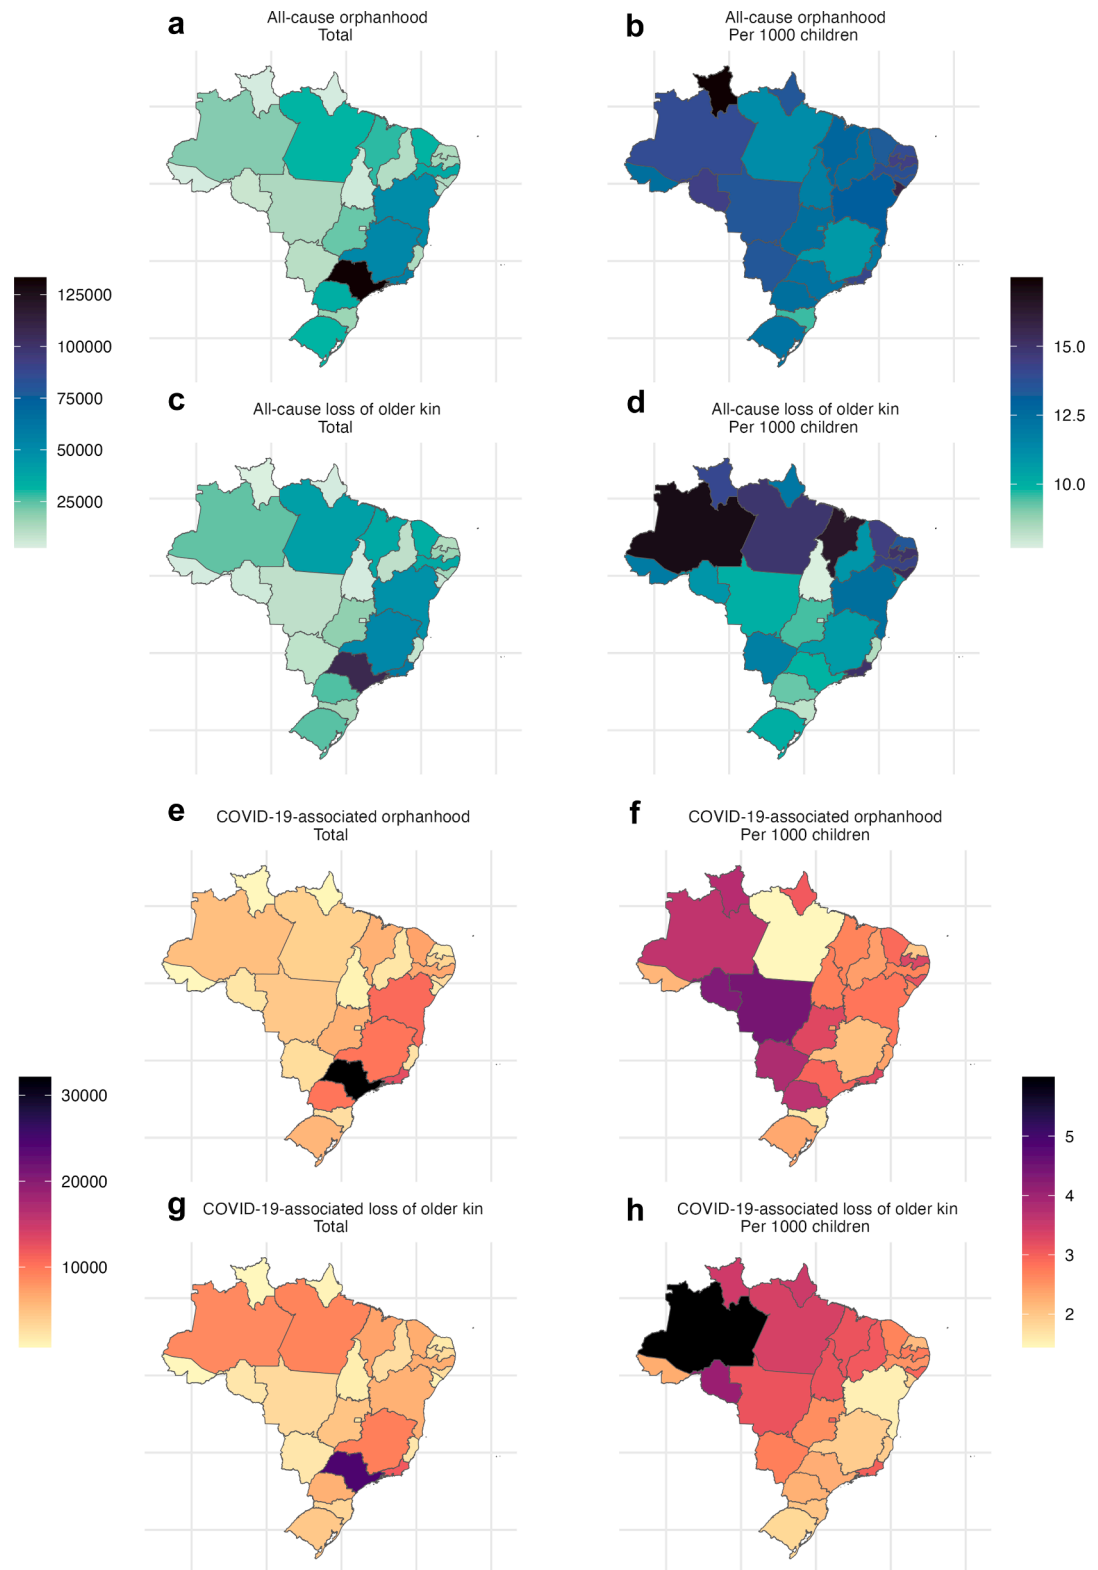 a
All-cause orphanhood
Total
b
All-cause orphanhood
Per 1000 children
125000
100000
75000
50000
25000
15.0
12.5
10.0
c
All-cause loss of older kin
Total
d
All-cause loss of older kin
Per 1000 children
e
COVID-19-associated orphanhood
Total
f
COVID-19-associated orphanhood
Per 1000 children
30000
20000
10000
5
4
3
2
g
COVID-19-associated loss of older kin
Total
h
COVID-19-associated loss of older kin
Per 1000 children